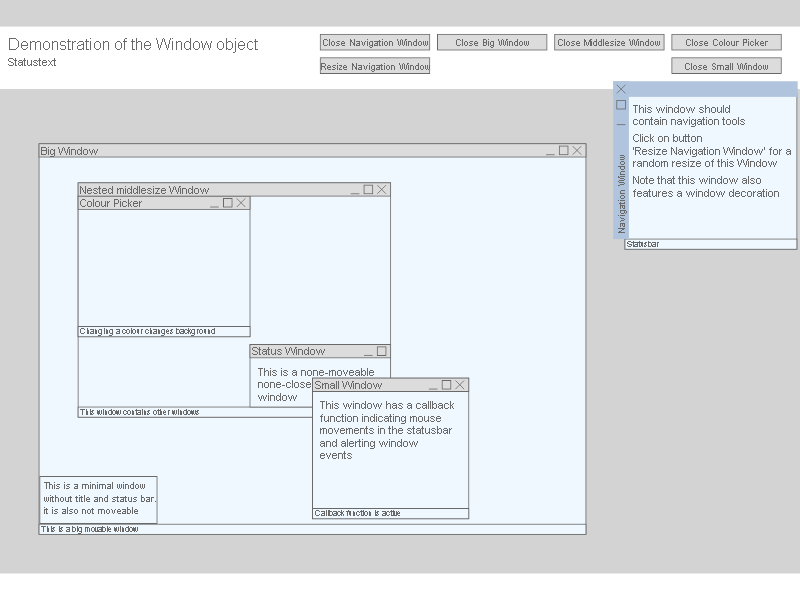 Demonstration of the Window object
Statustext
Close Navigation Window
Close Big Window
Close Middlesize Window
Close Colour Picker
Resize Navigation Window
Close Small Window
This window should
contain navigation tools
Click on button
'Resize Navigation Window' for a
random resize of this Window
Note that this window also
features a window decoration
Navigation Window
Statusbar
Big Window
Nested middlesize Window
Colour Picker
Changing a colour changes background
Status Window
This is a none-moveable
none-close
window
This window contains other windows
Small Window
This window has a callback
function indicating mouse
movements in the statusbar
and alerting window
events
Callback function is active
This is a minimal window
without title and status bar.
it is also not moveable
This is a big movable window